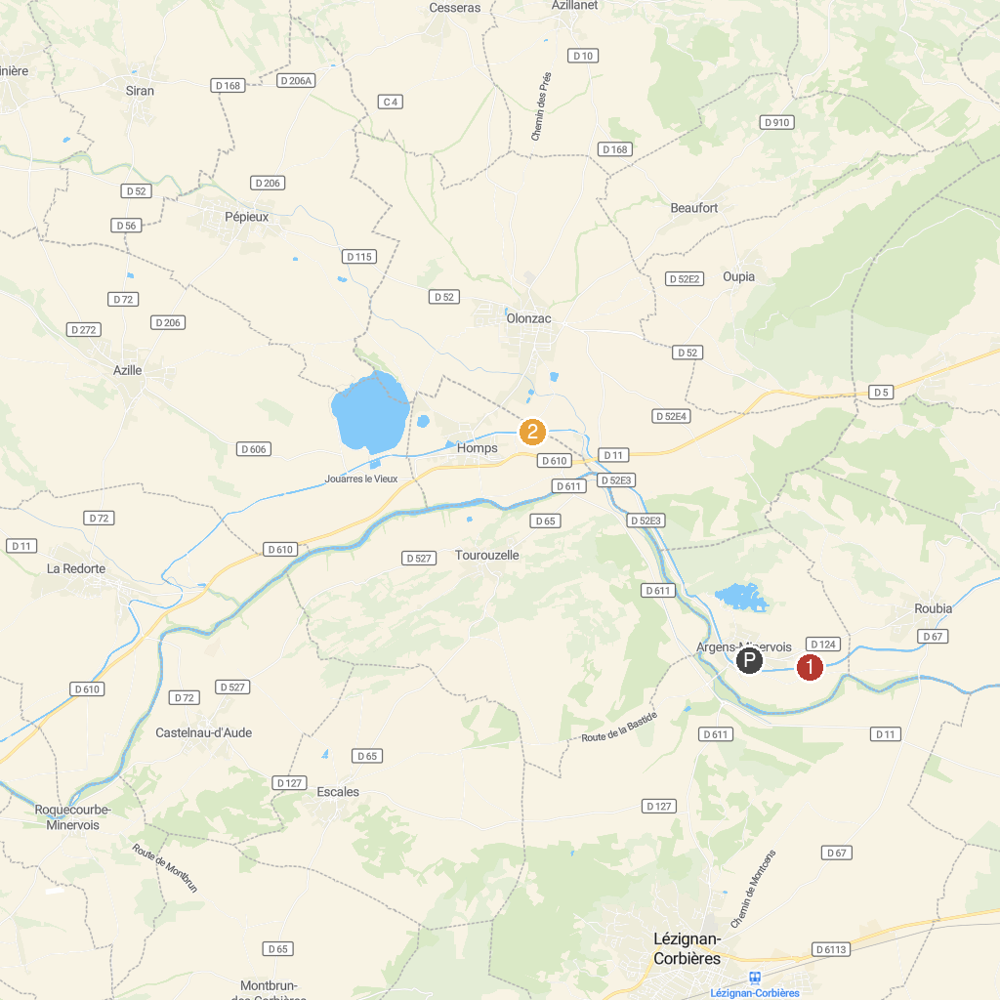 Cesseras
Azillanet
D 10
inière
Siran
D 168
D 206A
C 4
Chemin des Prés
D 910
D 168
D 206
D 52
Pépieux
Beaufort
D 56
D 115
D 52E2
Oupia
D 72
D 52
Olonzac
D 272
D 206
D 52
Azille
D 5
D 52E4
2
Homps
D 606
D 11
D 610
Jouarres le Vieux
D 611
D 52E3
D 72
D 65
D 52E3
D 11
D 610
D 527
Tourouzelle
La Redorte
D 611
Roubia
D 67
Argens-Minervois
D 124
P
1
D 610
D 72
D 527
Castelnau-d'Aude
Route de la Bastide
D 611
D 11
D 65
D 127
Escales
D 127
Roquecourbe-
Minervois
Route de Montbrun
D 67
Chemin de Montcens
Lézignan-
Corbières
D 65
D 6113
Montbrun-
des Corbières
Lézignan-Corbières